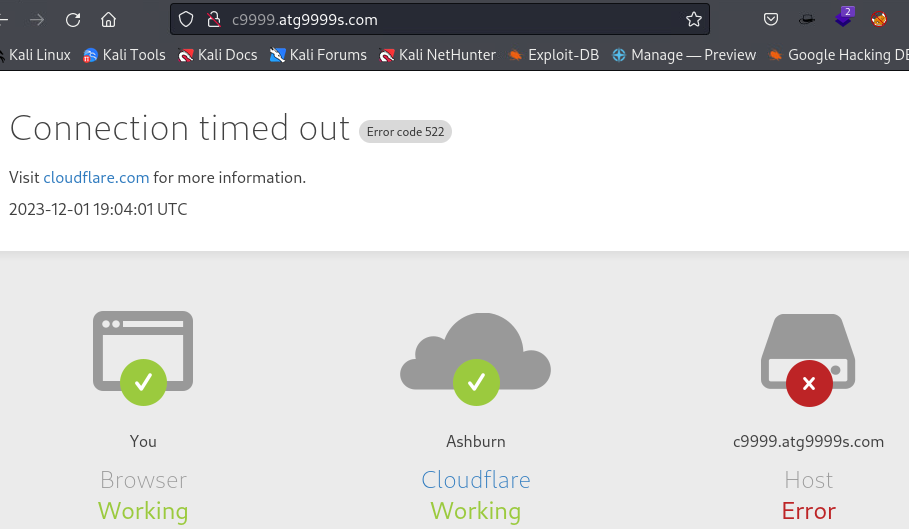 c9999.atg9999s.com
2
Kali Linux Kali Tools Kali Docs Kali Forums Kali NetHunter Exploit-DB Manage — Preview Google Hacking DB
Connection timed out Error code 522
Visit cloudflare.com for more information.
2023-12-01 19:04:01 UTC
You Ashburn c9999.atg9999s.com
Browser Cloudflare Host
Working Working Error